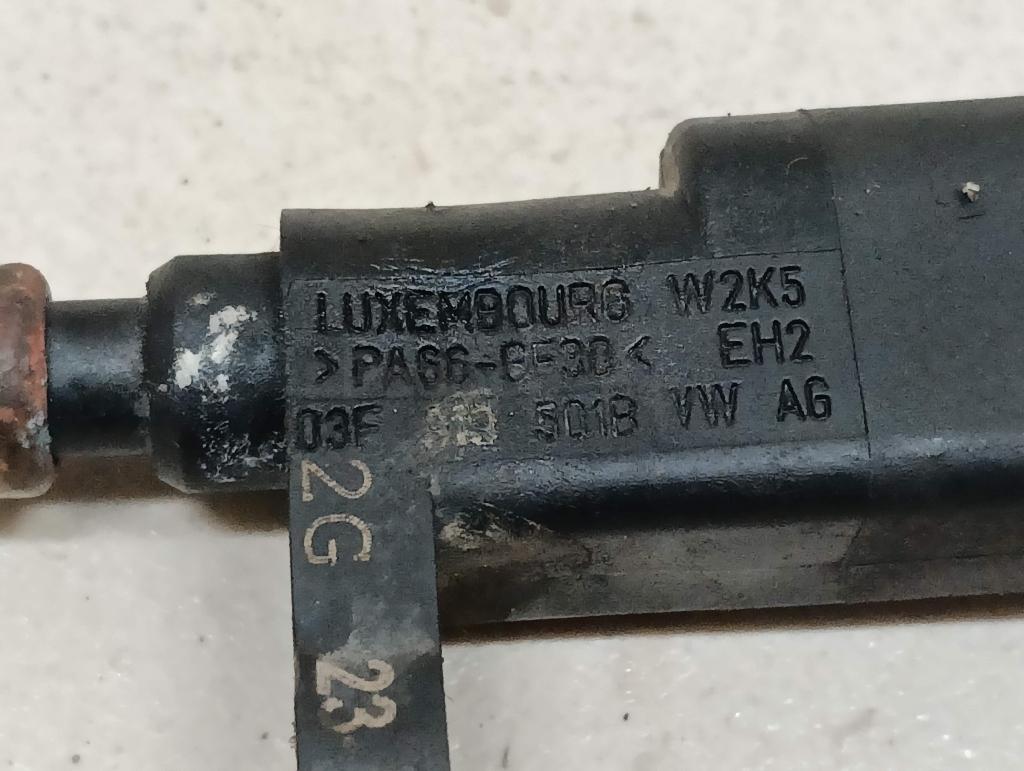 LUXEMBOURG W2K5
>PA66-GF30< EH2
03F 501B VW AG
2G
23